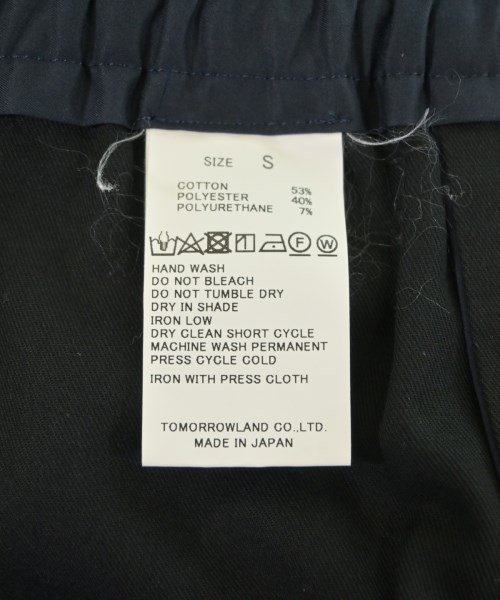 SIZE S
COTTON 53%
POLYESTER 40%
POLYURETHANE 7%
F W
HAND WASH
DO NOT BLEACH
DO NOT TUMBLE DRY
DRY IN SHADE
IRON LOW
DRY CLEAN SHORT CYCLE
MACHINE WASH PERMANENT
PRESS CYCLE COLD
IRON WITH PRESS CLOTH
TOMORROWLAND CO.,LTD.
MADE IN JAPAN